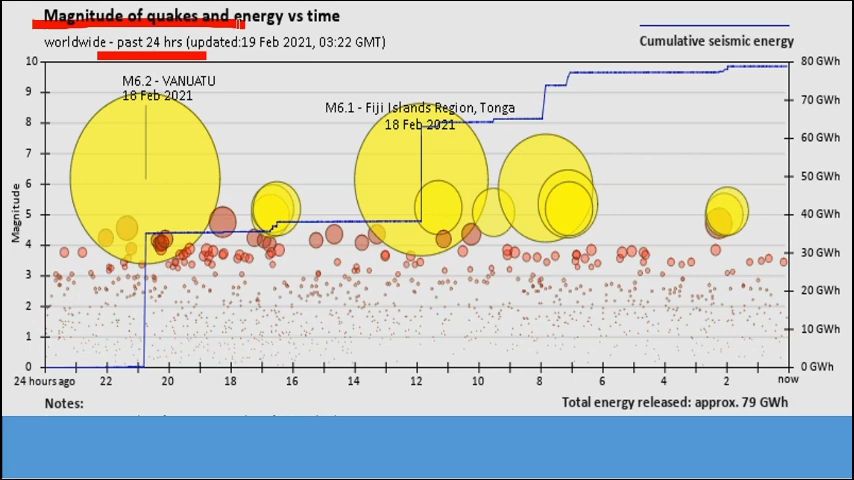 Magnitude of quakes and energy vs time
worldwide - past 24 hrs (updated:19 Feb 2021, 03:22 GMT)
Cumulative seismic energy
M6.2 - VANUATU
18 Feb 2021
M6.1 - Fiji Islands Region, Tonga
18 Feb 2021
Magnitude
10
9
8
7
6
5
4
3
2
1
0
80 GWh
70 GWh
60 GWh
50 GWh
40 GWh
30 GWh
20 GWh
10 GWh
0 GWh
24 hours ago 22 20 18 16 14 12 10 8 6 4 2 now
Notes:
Total energy released: approx. 79 GWh